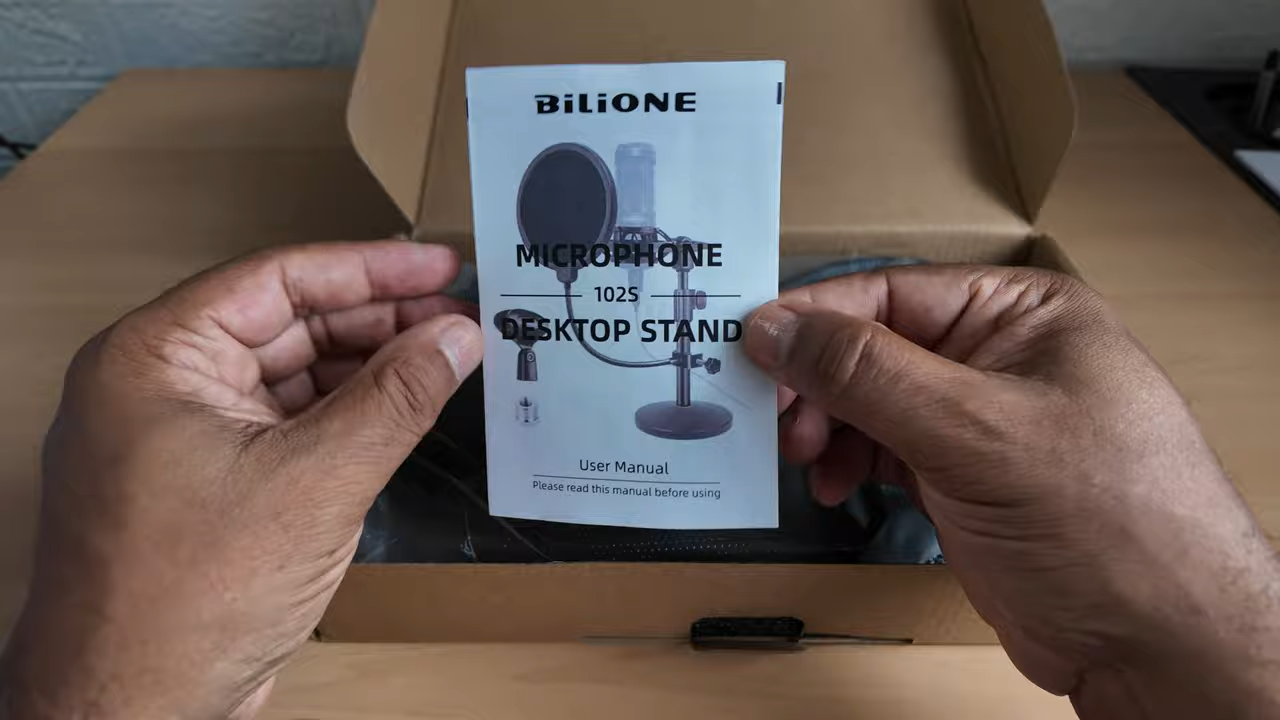 BiLiONE
MICROPHONE
102S
DESKTOP STAND
User Manual
Please read this manual before using